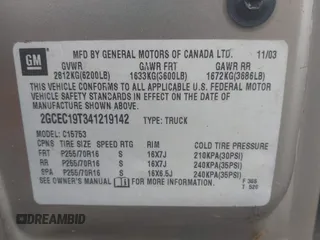 GM
MFD BY GENERAL MOTORS OF CANADA LTD. 11/03
GVWR GAWR FRT GAWR RR
2812KG(6200LB) 1633KG(3600LB) 1672KG(3686LB)
THIS VEHICLE CONFORMS TO ALL APPLICABLE U.S. FEDERAL MOTOR
VEHICLE SAFETY STANDARDS IN EFFECT ON THE DATE OF
MANUFACTURE SHOWN ABOVE.
2GCEC19T341219142 TYPE: TRUCK
MODEL: C15753
TIRE SIZE SPEED RTG RIM COLD TIRE PRESSURE
FRT P255/70R16 S 16X7J 210KPA(30PSI)
RR P255/70R16 S 16X7J 240KPA(35PSI)
SPA P255/70R16 S 16X6.5J 240KPA(35PSI)
SEE OWNER'S MANUAL FOR ADDITIONAL INFORMATION.
DREAMBID